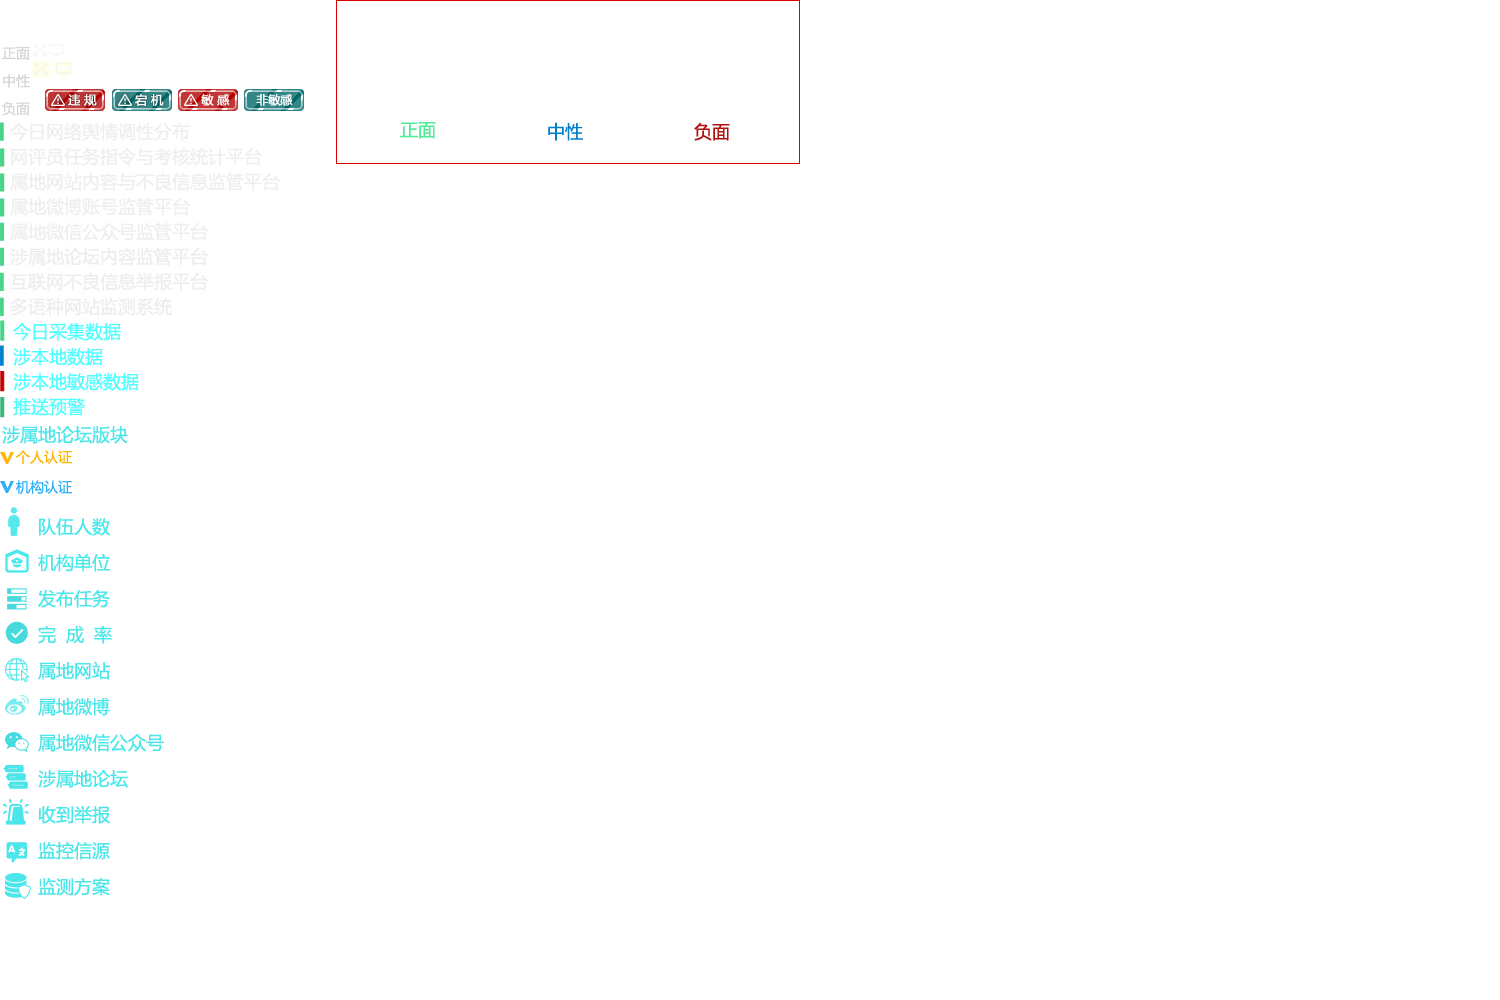 正面
中性
负面
违规 宕机 敏感 非敏感
正面 中性 负面
今日网络舆情调性分布
网评员任务指令与考核统计平台
属地网站内容与不良信息监管平台
属地微博账号监管平台
属地微信公众号监管平台
涉属地论坛内容监管平台
互联网不良信息举报平台
多语种网站监测系统
今日采集数据
涉本地数据
涉本地敏感数据
推送预警
涉属地论坛版块
V个人认证
V机构认证
队伍人数
机构单位
发布任务
完成率
属地网站
属地微博
属地微信公众号
涉属地论坛
收到举报
监控信源
监测方案